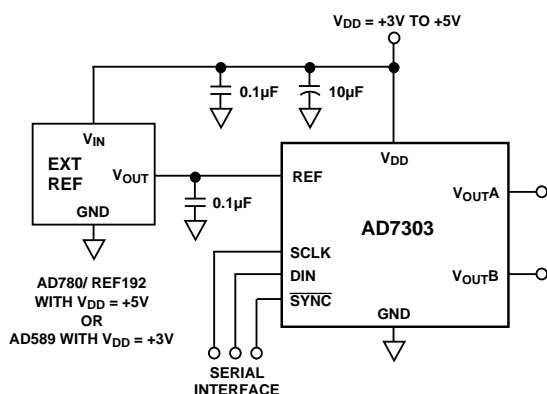 V_DD = +3V TO +5V
0.1µF
10µF
V_IN
EXT
REF
V_OUT
GND
0.1µF
V_DD
REF
AD7303
V_OUTA
V_OUTB
SCLK
DIN
SYNC
GND
AD780/ REF192
WITH V_DD = +5V
OR
AD589 WITH V_DD = +3V
SERIAL
INTERFACE